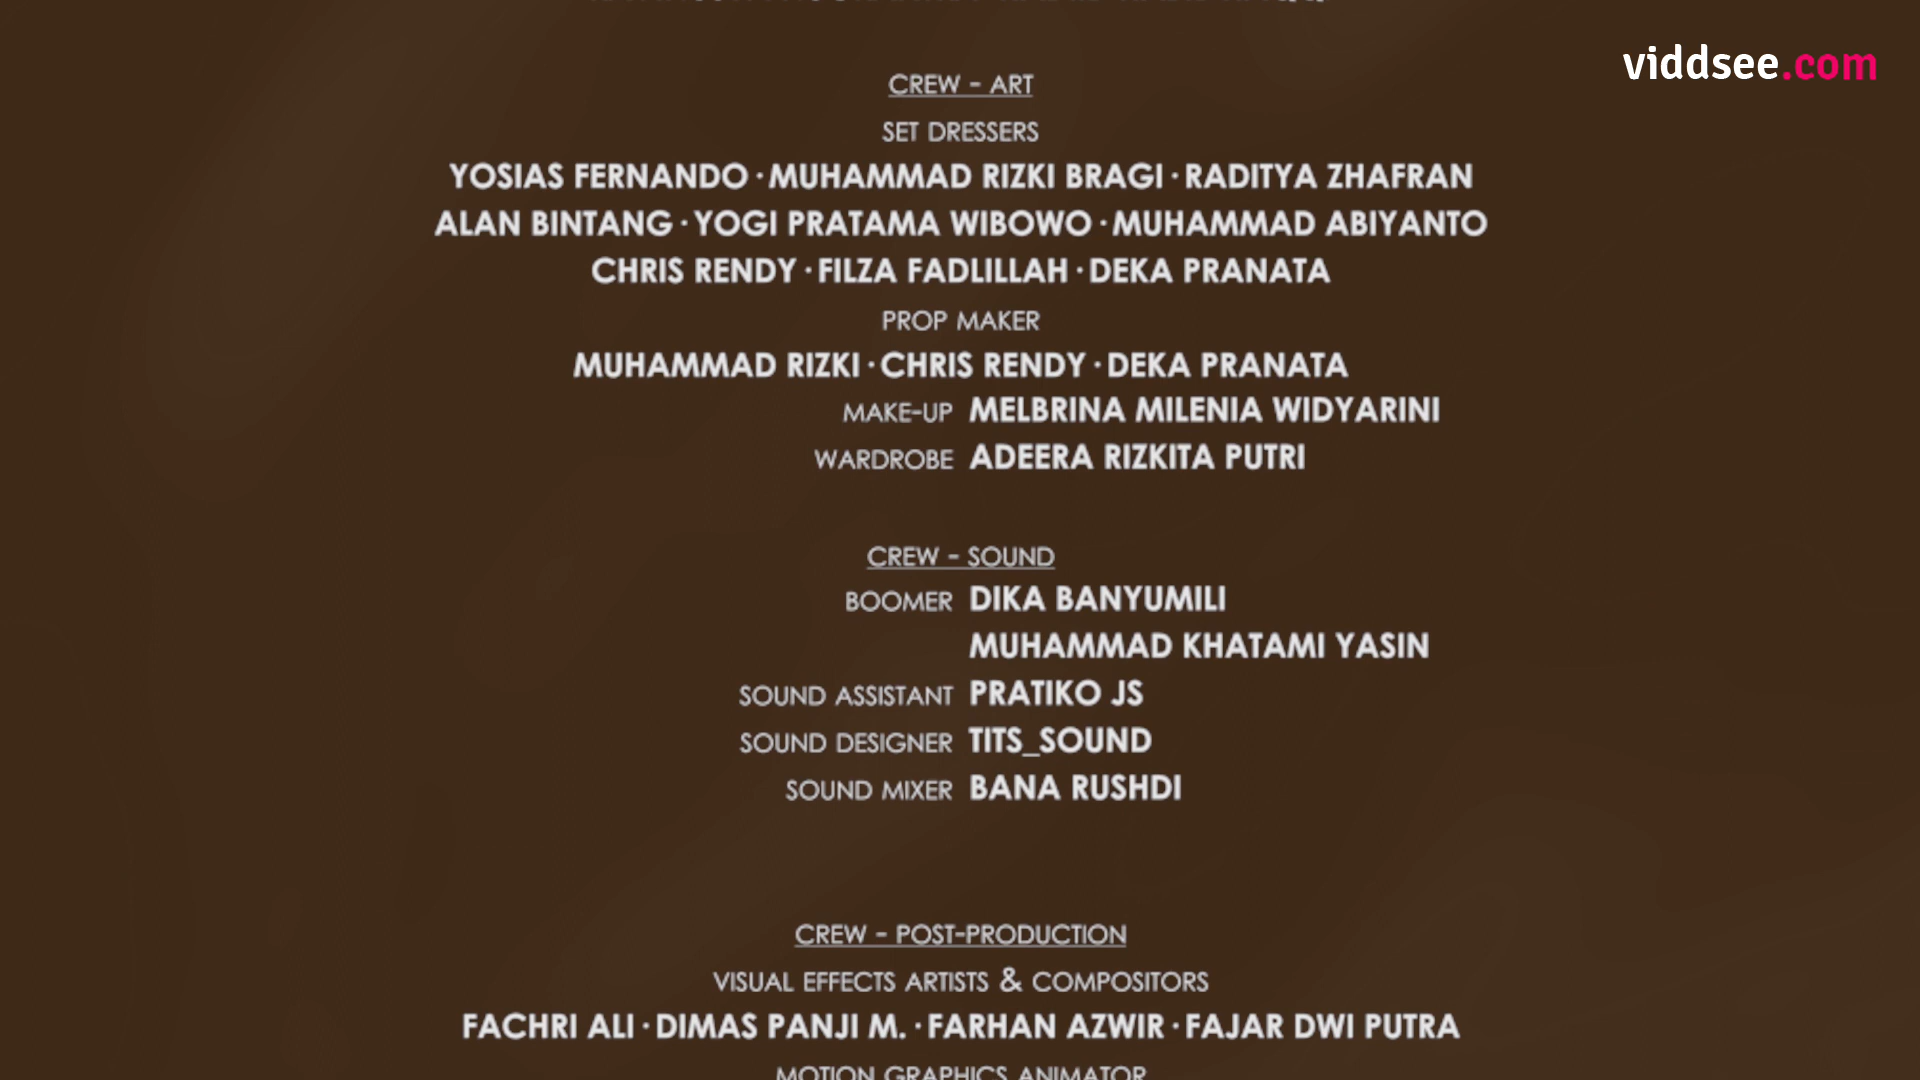 viddsee.com
CREW - ART
SET DRESSERS
YOSIAS FERNANDO · MUHAMMAD RIZKI BRAGI · RADITYA ZHAFRAN
ALAN BINTANG · YOGI PRATAMA WIBOWO · MUHAMMAD ABIYANTO
CHRIS RENDY · FILZA FADLILLAH · DEKA PRANATA
PROP MAKER
MUHAMMAD RIZKI · CHRIS RENDY · DEKA PRANATA
MAKE-UP MELBRINA MILENIA WIDYARINI
WARDROBE ADEERA RIZKITA PUTRI
CREW - SOUND
BOOMER DIKA BANYUMILI
MUHAMMAD KHATAMI YASIN
SOUND ASSISTANT PRATIKO JS
SOUND DESIGNER TITS_SOUND
SOUND MIXER BANA RUSHDI
CREW - POST-PRODUCTION
VISUAL EFFECTS ARTISTS & COMPOSITORS
FACHRI ALI · DIMAS PANJI M. · FARHAN AZWIR · FAJAR DWI PUTRA
MOTION GRAPHICS ANIMATOR